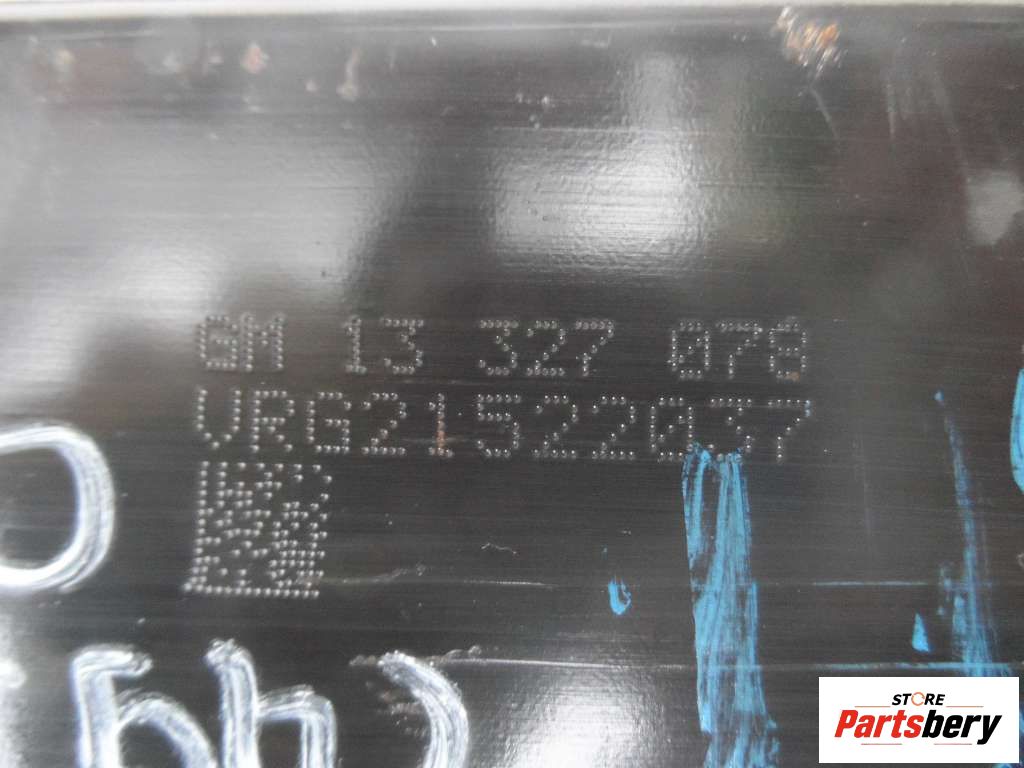 GM 13 327 078
VRG21522037
STORE
Partsbery